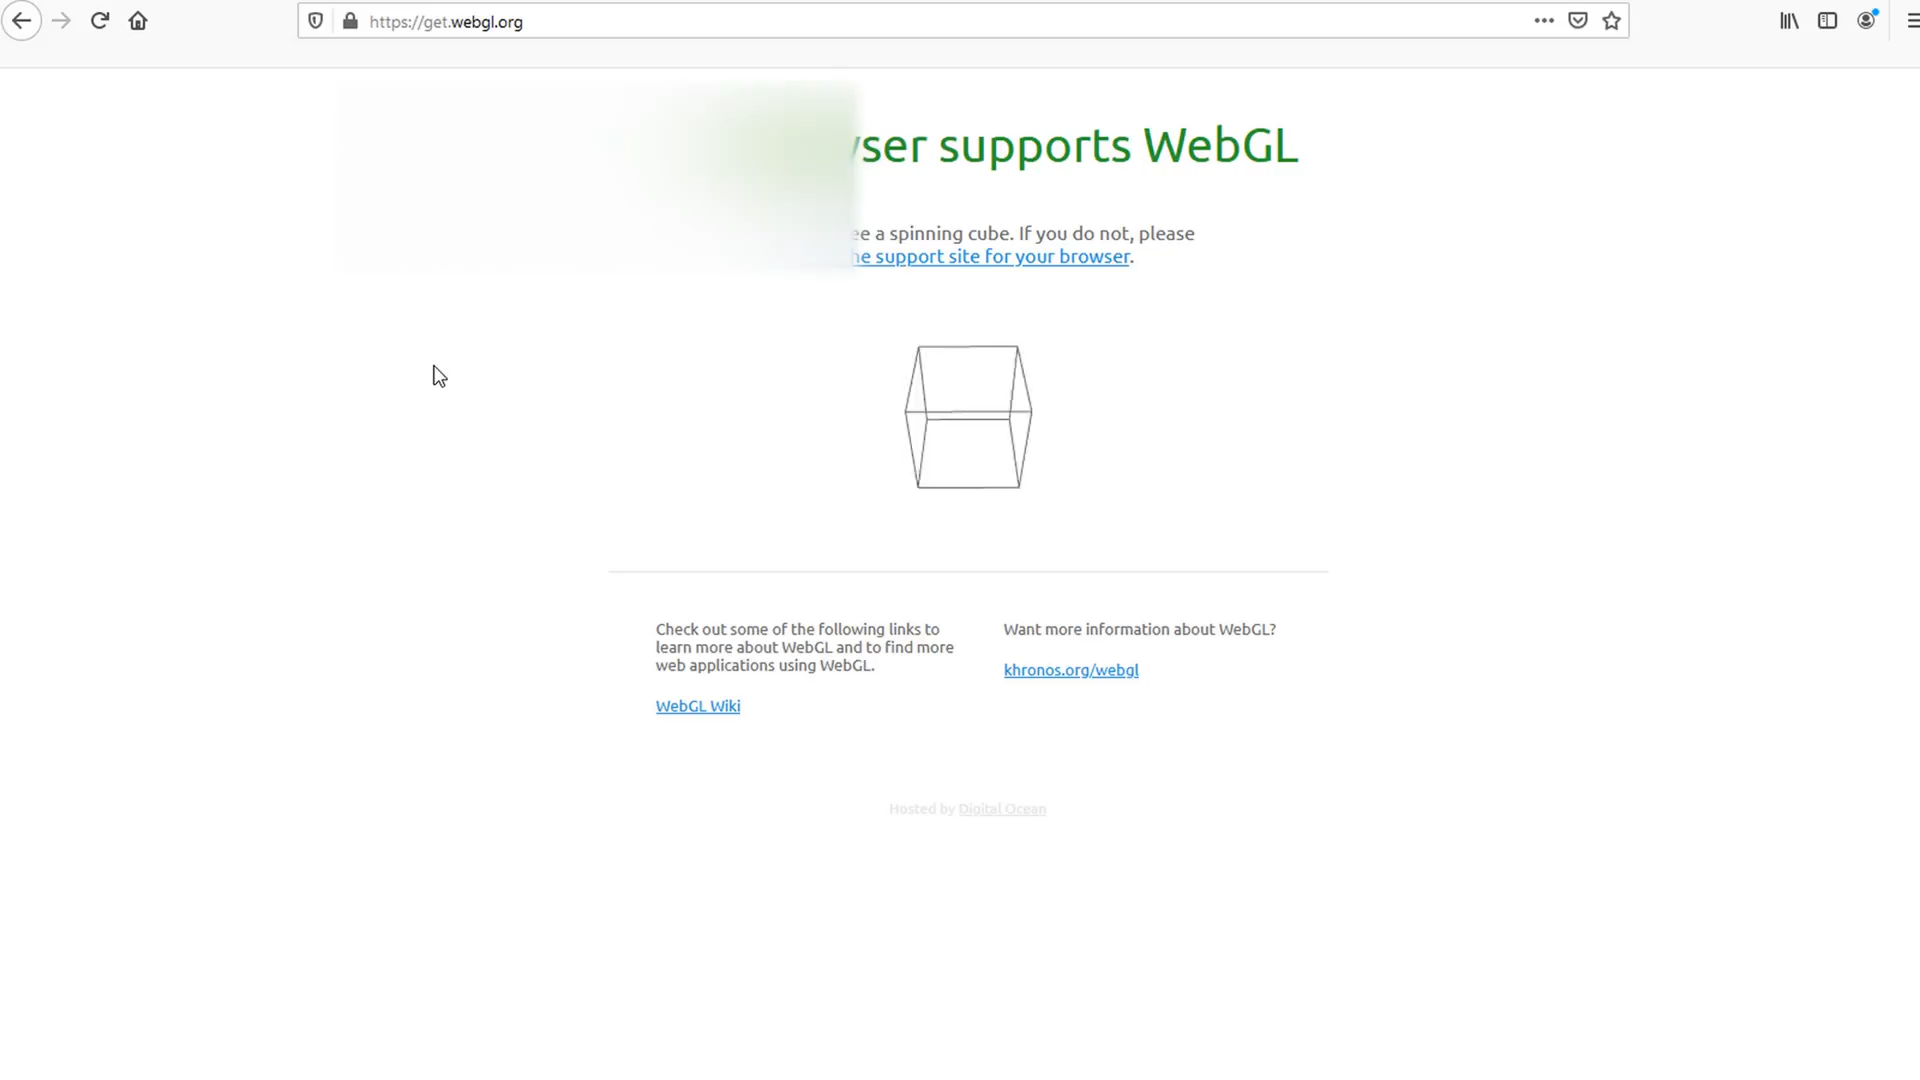 https://get.webgl.org
supports WebGL
a spinning cube. If you do not, please
support site for your browser.
Check out some of the following links to
learn more about WebGL and to find more
web applications using WebGL.
WebGL Wiki
Want more information about WebGL?
khronos.org/webgl
Hosted by Digital Ocean